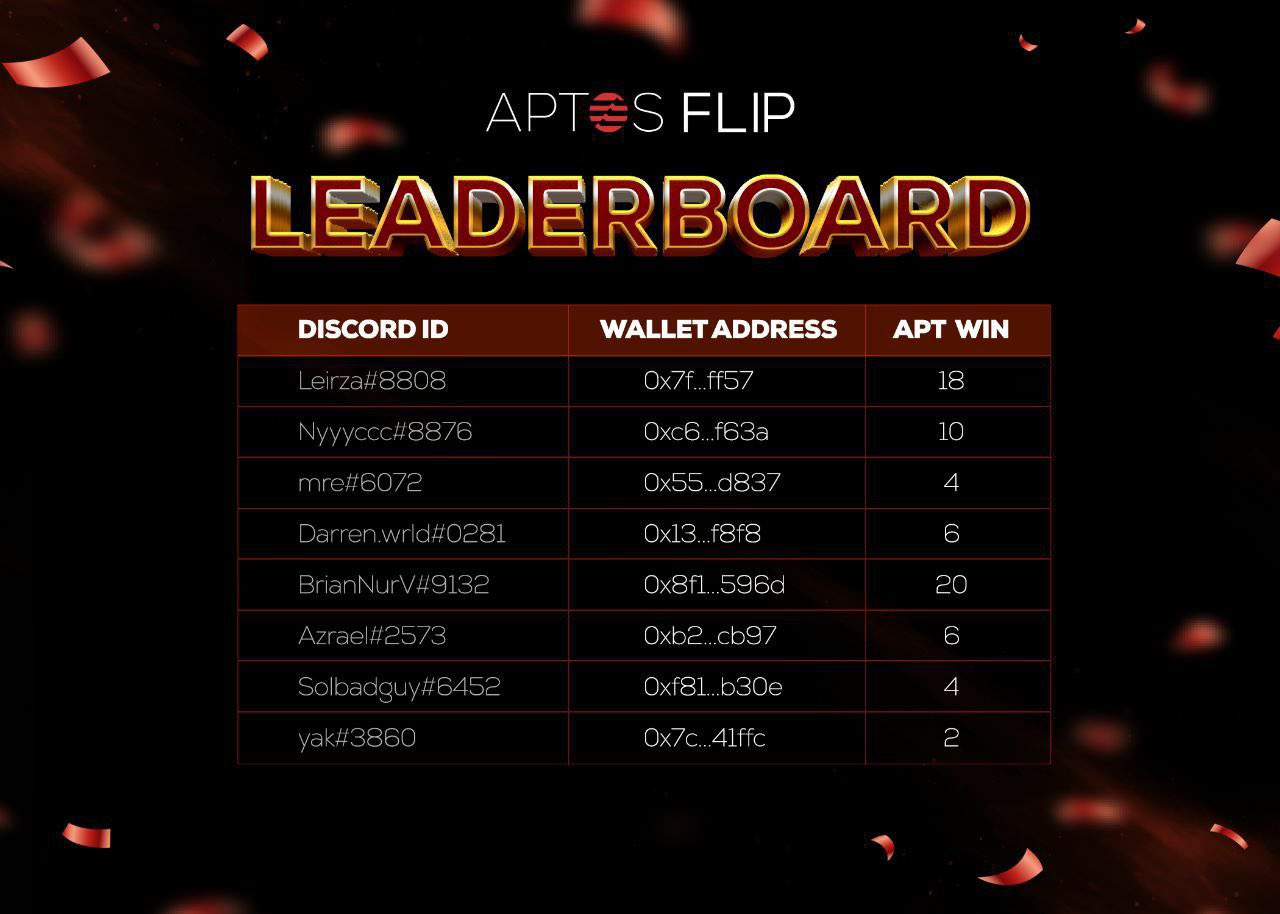 APTOS FLIP
LEADERBOARD
DISCORD ID WALLET ADDRESS APT WIN
Leirza#8808 0x7f...ff57 18
Nyyyccc#8876 0xc6...f63a 10
mre#6072 0x55...d837 4
Darren.wrld#0281 0x13...f8f8 6
BrianNurV#9132 0x8f1...596d 20
Azrael#2573 0xb2...cb97 6
Solbadguy#6452 0xf81...b30e 4
yak#3860 0x7c...41ffc 2